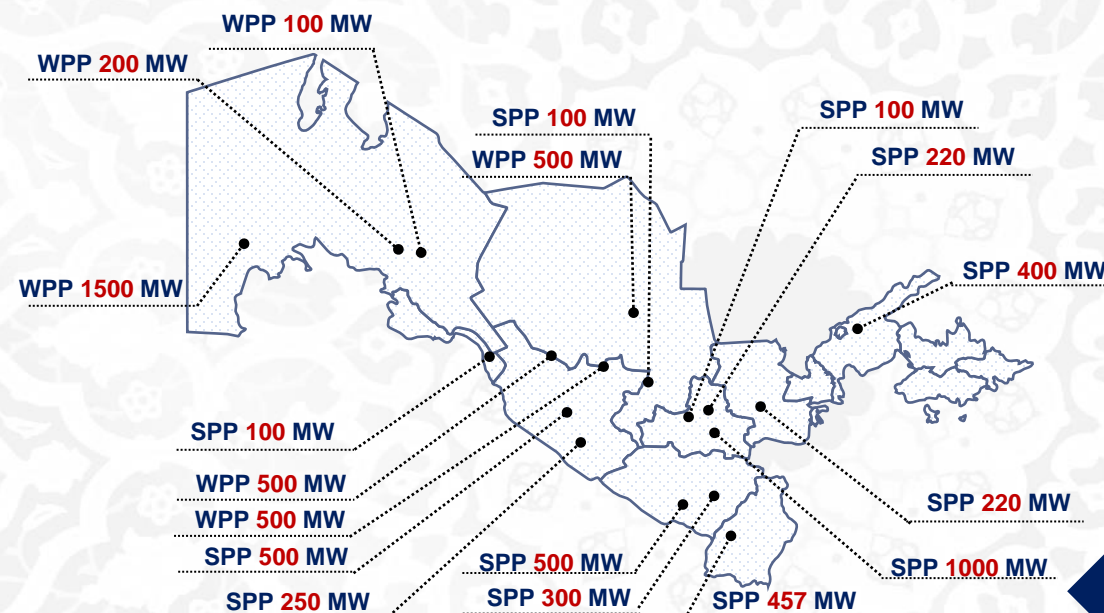 WPP 100 MW
WPP 200 MW
SPP 100 MW
SPP 100 MW
WPP 500 MW
SPP 220 MW
SPP 400 MW
WPP 1500 MW
SPP 100 MW
WPP 500 MW
SPP 220 MW
WPP 500 MW
SPP 500 MW
SPP 500 MW
SPP 1000 MW
SPP 250 MW
SPP 300 MW
SPP 457 MW